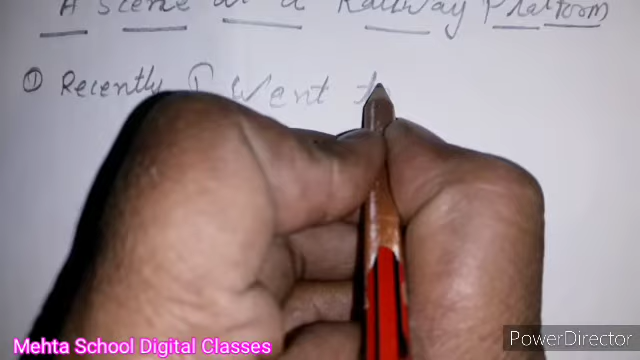 A Scene at a Railway Platform
① Recently I went t
Mehta School Digital Classes
PowerDirector